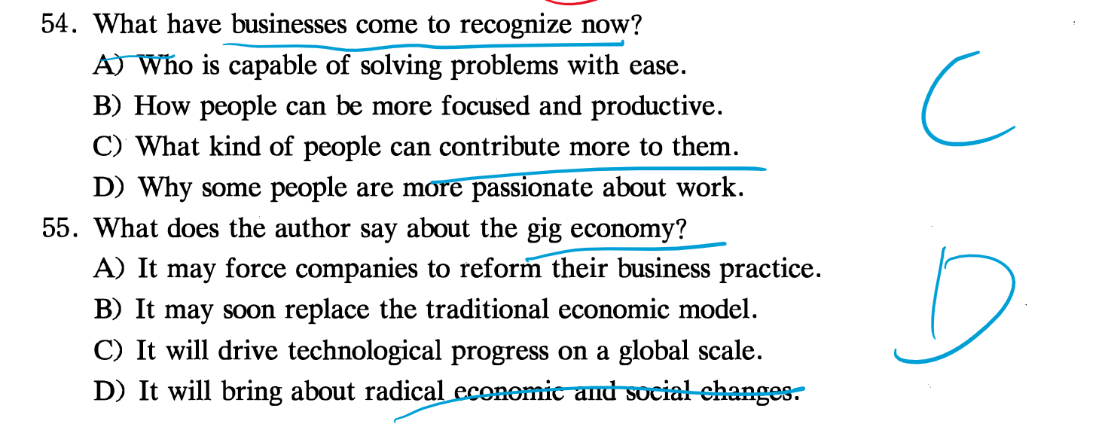 54. What have businesses come to recognize now?
A) Who is capable of solving problems with ease.
B) How people can be more focused and productive.
C) What kind of people can contribute more to them.
D) Why some people are more passionate about work.
C
55. What does the author say about the gig economy?
A) It may force companies to reform their business practice.
B) It may soon replace the traditional economic model.
C) It will drive technological progress on a global scale.
D) It will bring about radical economic and social changes.
D